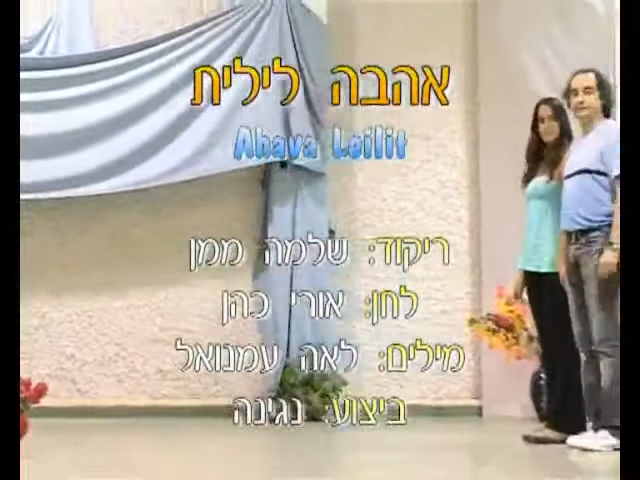 אהבה לילית
Ahava Leilit
ריקוד: שלמה ממן
לחן: אורי כהן
מילים: לאה עמנואל
ביצוע: נגינה